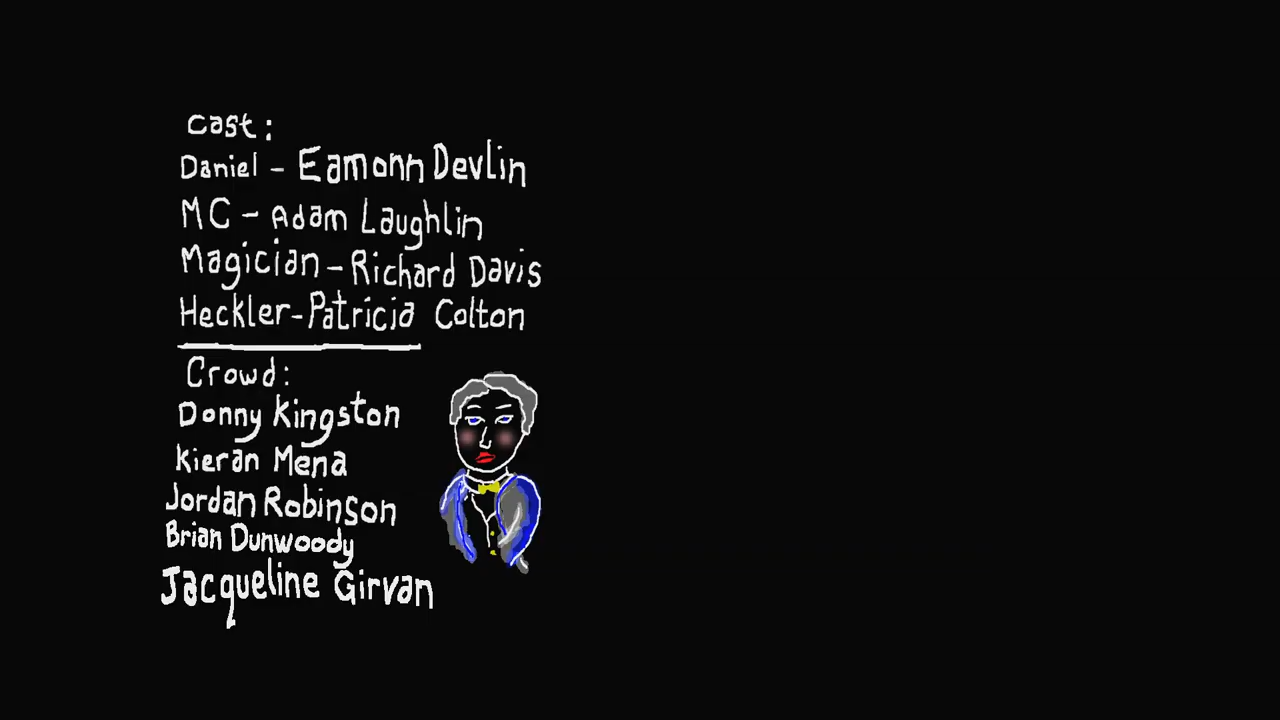 Cast:
Daniel - Eamonn Devlin
MC - Adam Laughlin
Magician - Richard Davis
Heckler - Patricia Colton
Crowd:
Donny Kingston
Kieran Mena
Jordan Robinson
Brian Dunwoody
Jacqueline Girvan